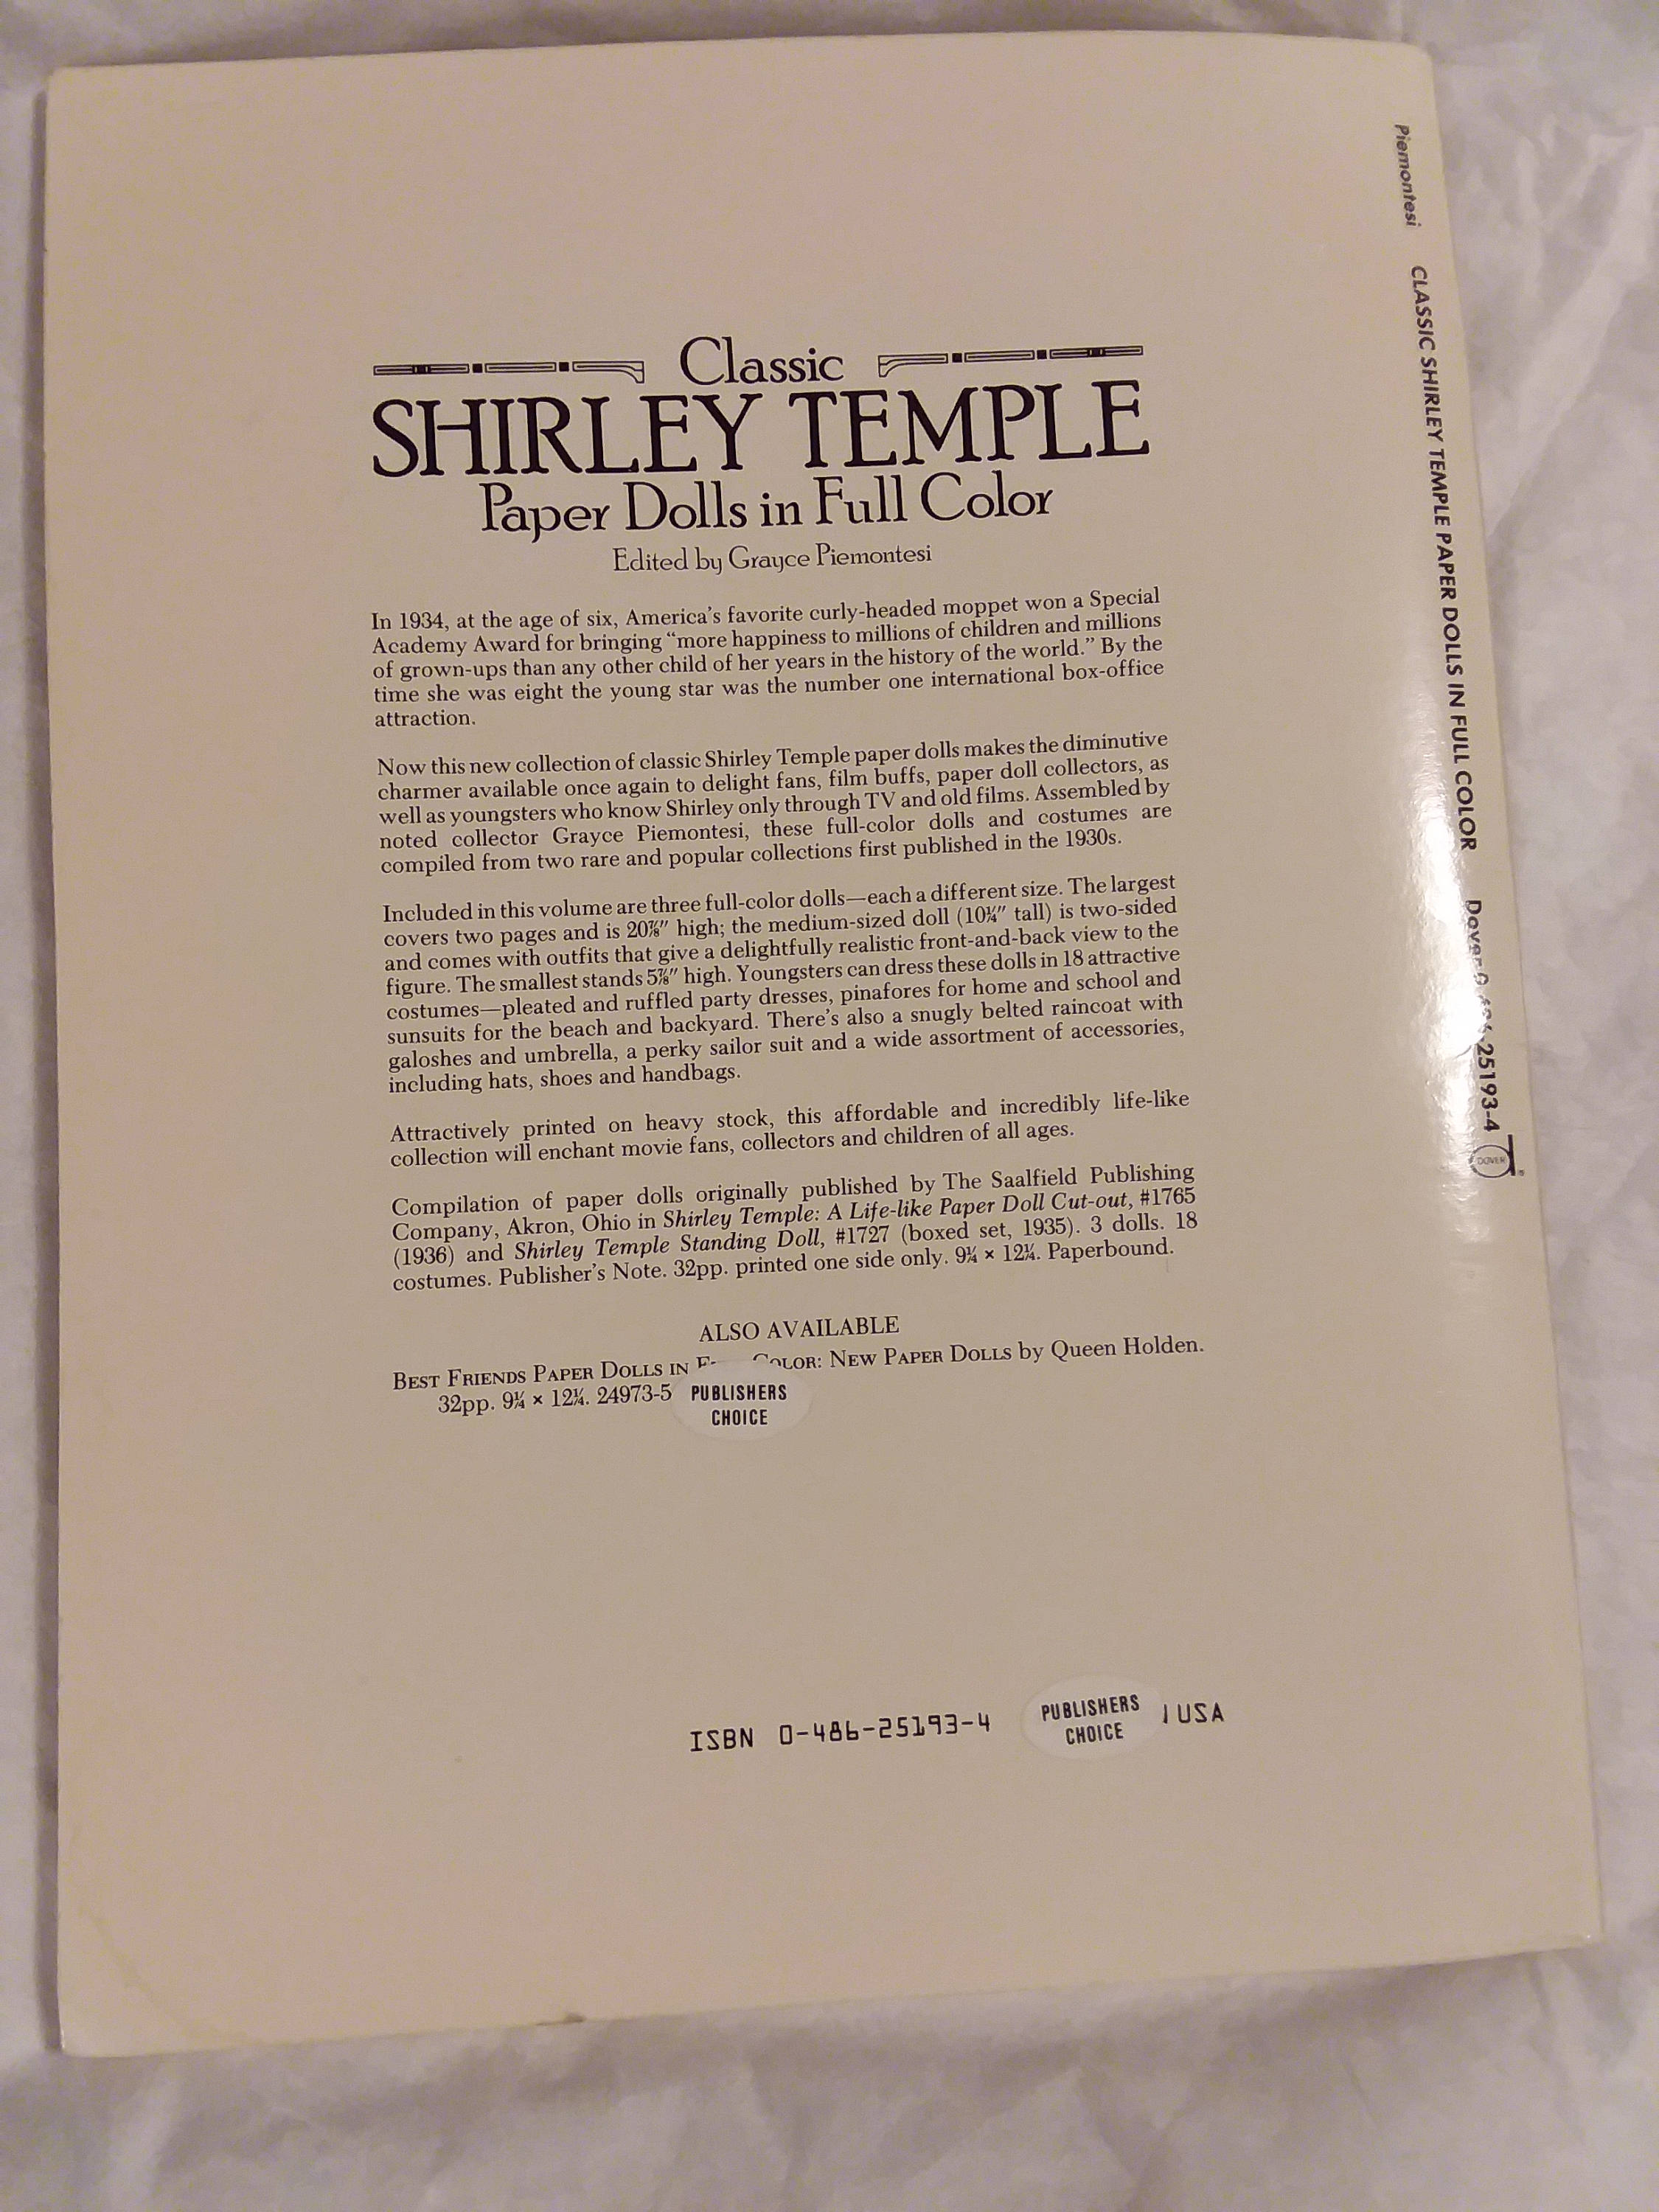 Classic
SHIRLEY TEMPLE
Paper Dolls in Full Color
Edited by Grayce Piemontesi
In 1934, at the age of six, America's favorite curly-headed moppet won a Special
Academy Award for bringing “more happiness to millions of children and millions
of grown-ups than any other child of her years in the history of the world.” By the
time she was eight the young star was the number one international box-office
attraction.
Now this new collection of classic Shirley Temple paper dolls makes the diminutive
charmer available once again to delight fans, film buffs, paper doll collectors, as
well as youngsters who know Shirley only through TV and old films. Assembled by
noted collector Grayce Piemontesi, these full-color dolls and costumes are
compiled from two rare and popular collections first published in the 1930s.
Included in this volume are three full-color dolls—each a different size. The largest
covers two pages and is 20⅞″ high; the medium-sized doll (10¼″ tall) is two-sided
and comes with outfits that give a delightfully realistic front-and-back view to the
figure. The smallest stands 5⅞″ high. Youngsters can dress these dolls in 18 attractive
costumes—pleated and ruffled party dresses, pinafores for home and school and
sunsuits for the beach and backyard. There's also a snugly belted raincoat with
galoshes and umbrella, a perky sailor suit and a wide assortment of accessories,
including hats, shoes and handbags.
Attractively printed on heavy stock, this affordable and incredibly life-like
collection will enchant movie fans, collectors and children of all ages.
Compilation of paper dolls originally published by The Saalfield Publishing
Company, Akron, Ohio in Shirley Temple: A Life-like Paper Doll Cut-out, #1765
(1936) and Shirley Temple Standing Doll, #1727 (boxed set, 1935). 3 dolls. 18
costumes. Publisher's Note. 32pp. printed one side only. 9¼ × 12¼. Paperbound.
ALSO AVAILABLE
BEST FRIENDS PAPER DOLLS IN COLOR: NEW PAPER DOLLS by Queen Holden.
32pp. 9¼ × 12¼. 24973-5
PUBLISHERS
CHOICE
ISBN 0-486-25193-4
PUBLISHERS
CHOICE
USA
Piemontesi CLASSIC SHIRLEY TEMPLE PAPER DOLLS IN FULL COLOR Dover 25193-4
DOVER